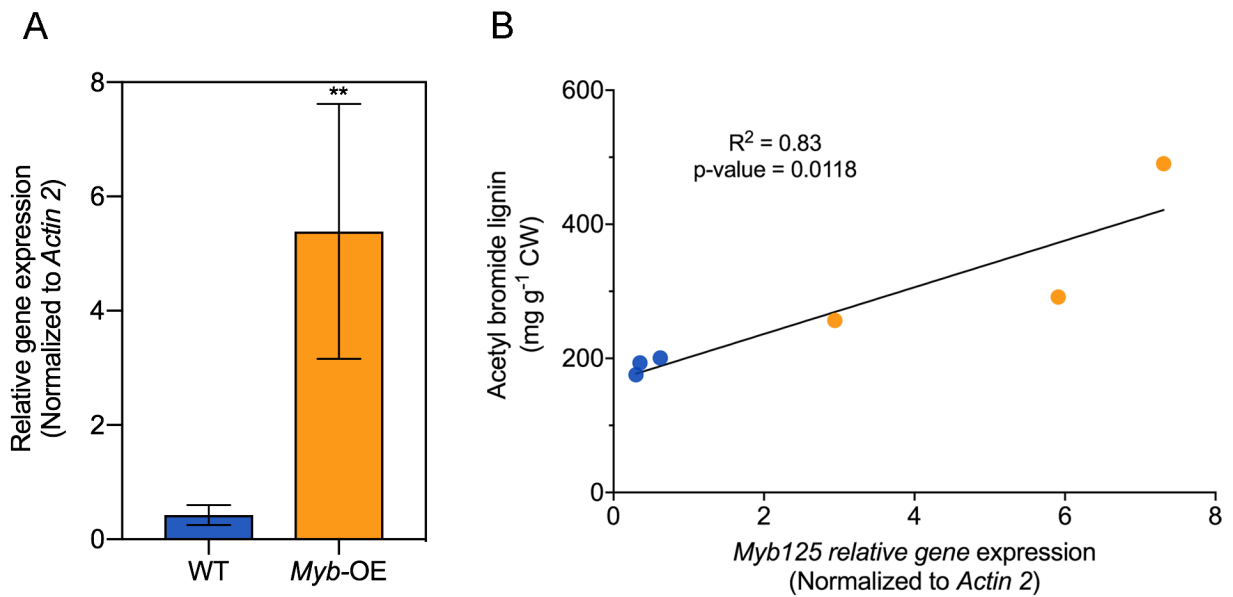 A
Relative gene expression
(Normalized to Actin 2)
8
6
4
2
0
**
WT
Myb-OE
B
Acetyl bromide lignin
(mg g⁻¹ CW)
600
400
200
0
R² = 0.83
p-value = 0.0118
0 2 4 6 8
Myb125 relative gene expression
(Normalized to Actin 2)